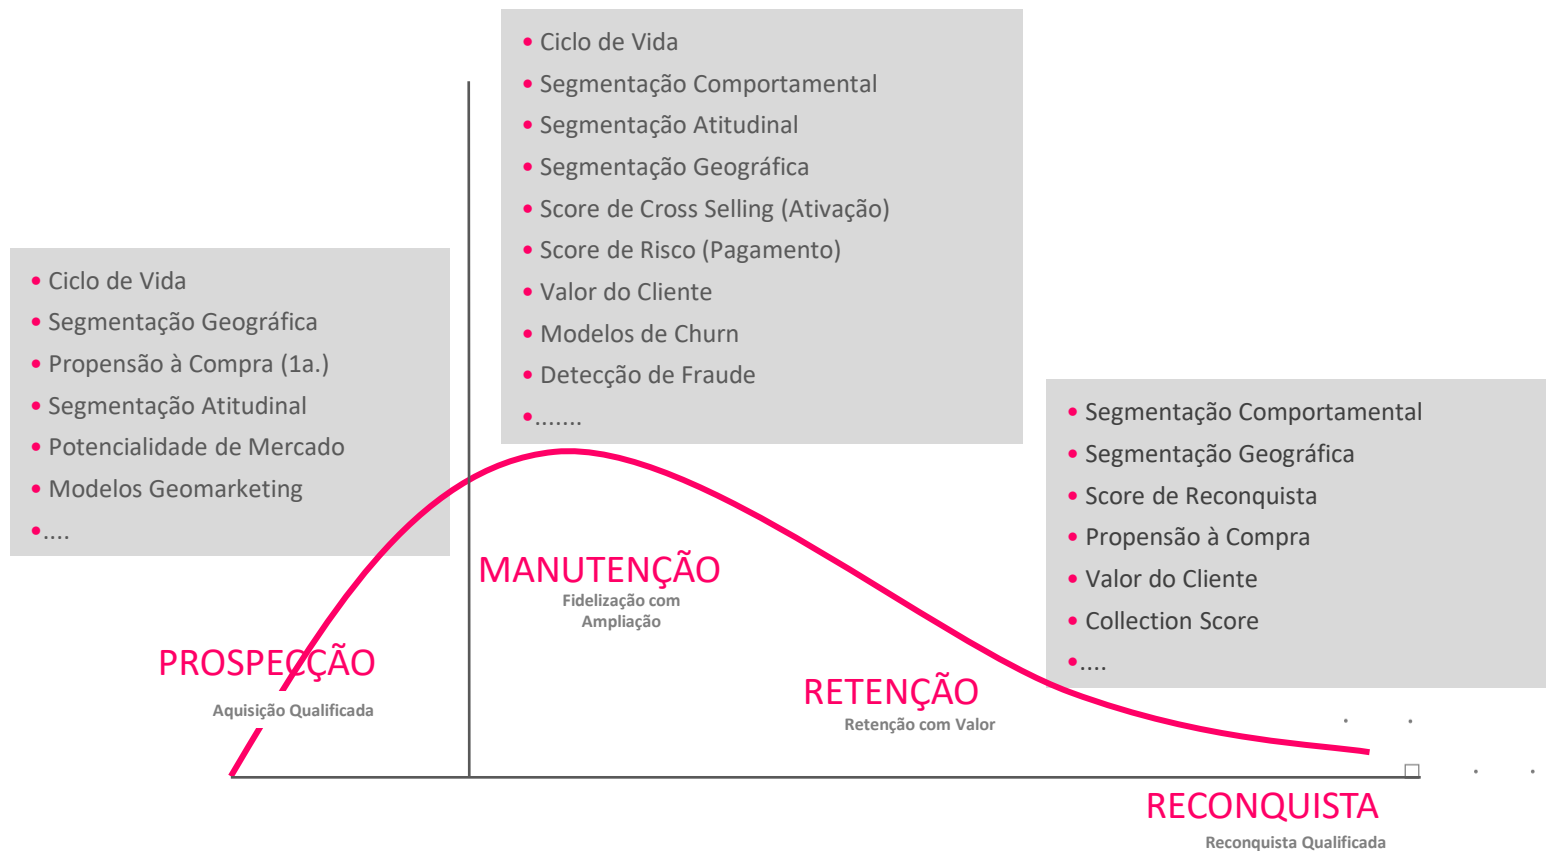 • Ciclo de Vida
• Segmentação Comportamental
• Segmentação Atitudinal
• Segmentação Geográfica
• Score de Cross Selling (Ativação)
• Score de Risco (Pagamento)
• Valor do Cliente
• Modelos de Churn
• Detecção de Fraude
•.......
• Ciclo de Vida
• Segmentação Geográfica
• Propensão à Compra (1a.)
• Segmentação Atitudinal
• Potencialidade de Mercado
• Modelos Geomarketing
•....
• Segmentação Comportamental
• Segmentação Geográfica
• Score de Reconquista
• Propensão à Compra
• Valor do Cliente
• Collection Score
•....
MANUTENÇÃO
Fidelização com
Ampliação
PROSPECÇÃO
Aquisição Qualificada
RETENÇÃO
Retenção com Valor
RECONQUISTA
Reconquista Qualificada